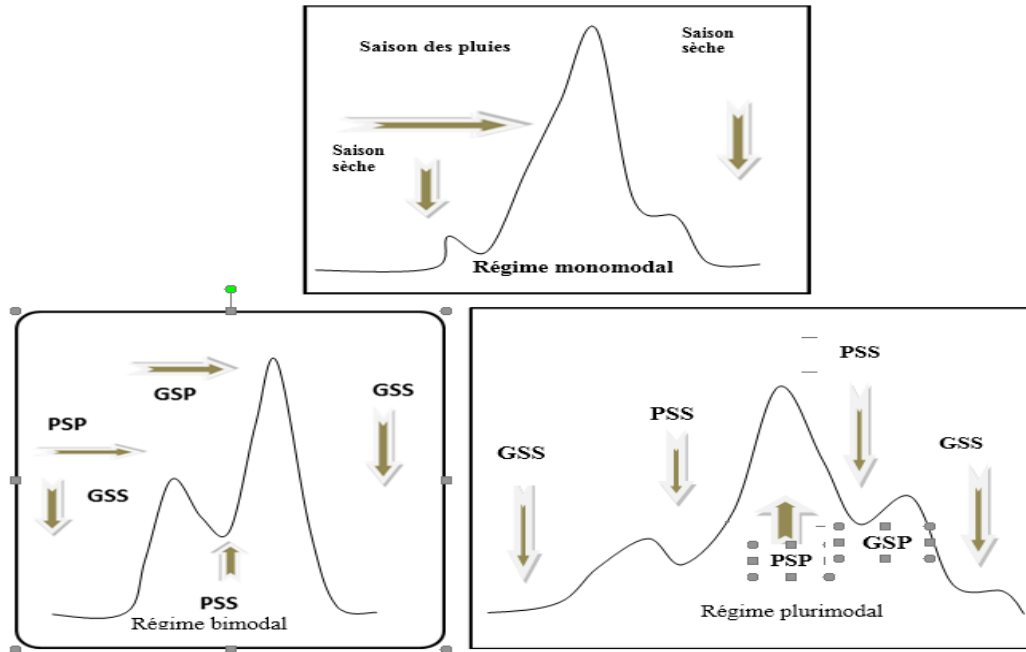 Saison des pluies
Saison
sèche
Saison
sèche
Régime monomodal
GSP
PSP
GSS
GSS
PSS
Régime bimodal
PSS
PSS
GSS
GSS
GSP
PSP
Régime plurimodal